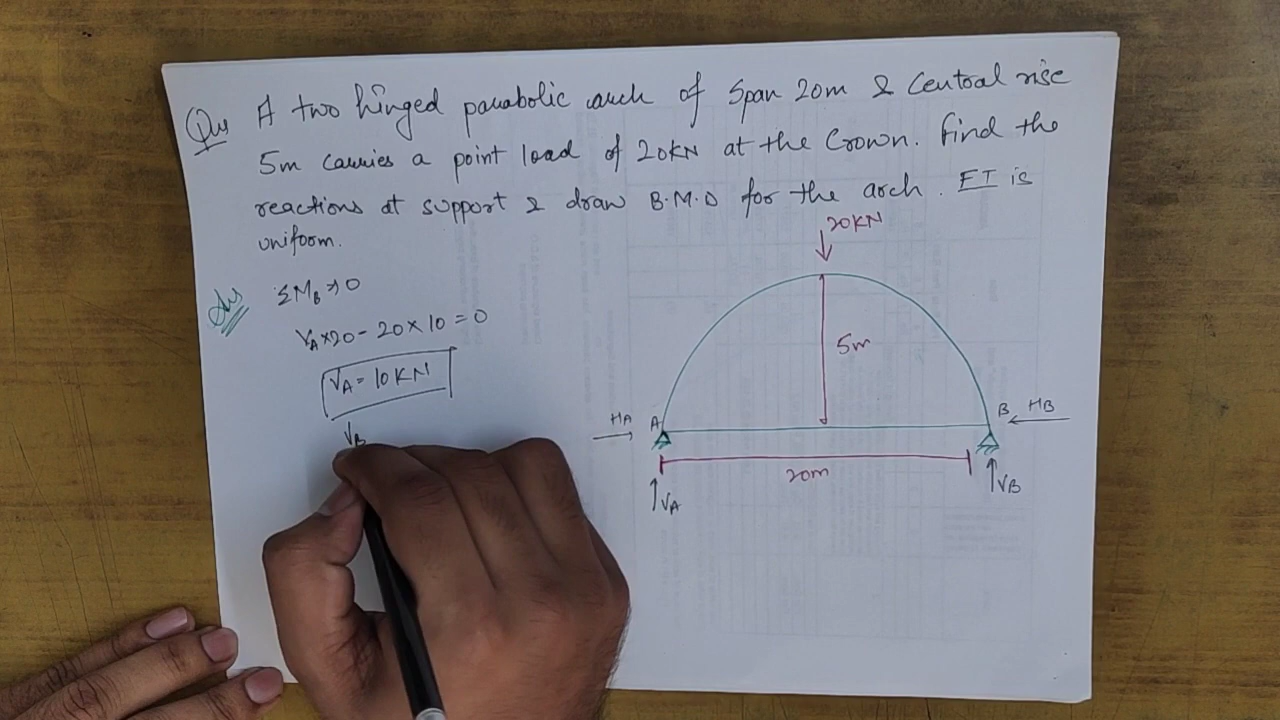 Qus A two hinged parabolic arch of Span 20m & Central rise
5m carries a point load of 20KN at the Crown. Find the
reactions at support & draw B.M.D for the arch. EI is
uniform.
20KN
Ans ΣMB = 0
VA×20 - 20×10 = 0
5m
VA = 10KN
HA A
B HB
VB
20m
VA
VB